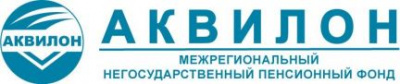 АКВИЛОН
АКВИЛОН
МЕЖРЕГИОНАЛЬНЫЙ
НЕГОСУДАРСТВЕННЫЙ ПЕНСИОННЫЙ ФОНД